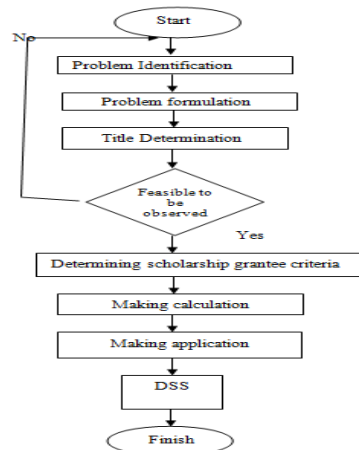 Start
No
Problem Identification
Problem formulation
Title Determination
Feasible to
be
observed
Yes
Determining scholarship grantee criteria
Making calculation
Making application
DSS
Finish